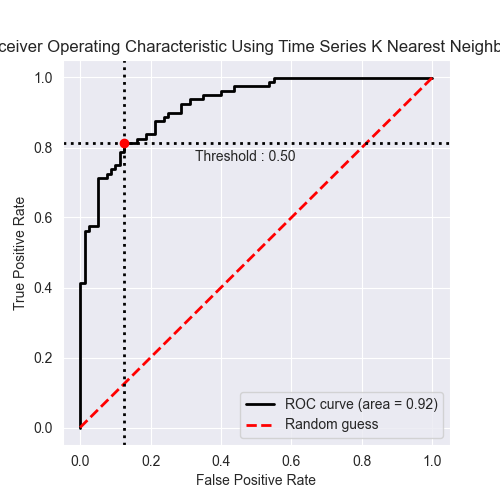 ceiver Operating Characteristic Using Time Series K Nearest Neighb
1.0
0.8
0.6
0.4
0.2
0.0
True Positive Rate
Threshold : 0.50
ROC curve (area = 0.92)
Random guess
0.0 0.2 0.4 0.6 0.8 1.0
False Positive Rate